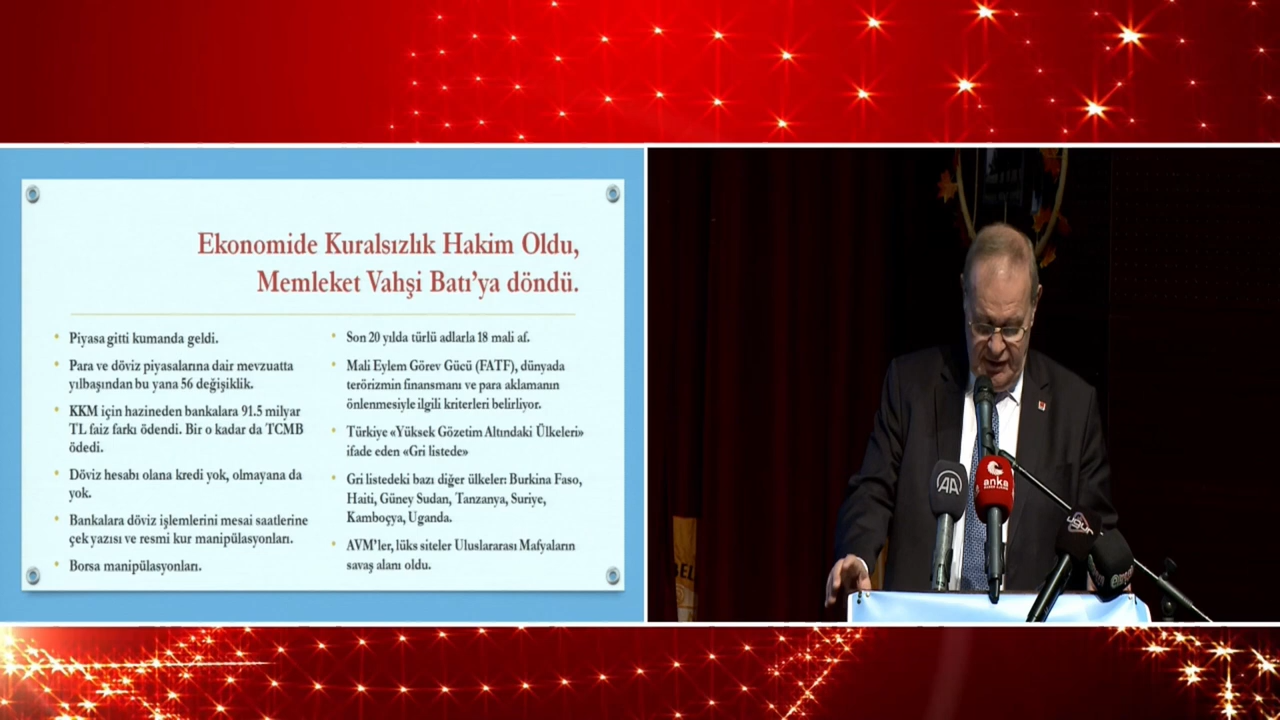 Ekonomide Kuralsızlık Hakim Oldu,
Memleket Vahşi Batı'ya döndü.
Piyasa gitti kumanda geldi.
Para ve döviz piyasalarına dair mevzuatta
yılbaşından bu yana 56 değişiklik.
KKM için hazineden bankalara 91.5 milyar
TL faiz farkı ödendi. Bir o kadar da TCMB
ödedi.
Döviz hesabı olana kredi yok, olmayana da
yok.
Bankalara döviz işlemlerini mesai saatlerine
çek yazısı ve resmi kur manipülasyonları.
Borsa manipülasyonları.
Son 20 yılda türlü adlarla 18 mali af.
Mali Eylem Görev Gücü (FATF), dünyada
terörizmin finansmanı ve para aklamanın
önlenmesiyle ilgili kriterleri belirliyor.
Türkiye «Yüksek Gözetim Altındaki Ülkeleri»
ifade eden «Gri listede»
Gri listedeki bazı diğer ülkeler: Burkina Faso,
Haiti, Güney Sudan, Tanzanya, Suriye,
Kamboçya, Uganda.
AVM'ler, lüks siteler Uluslararası Mafyaların
savaş alanı oldu.
AA
anka